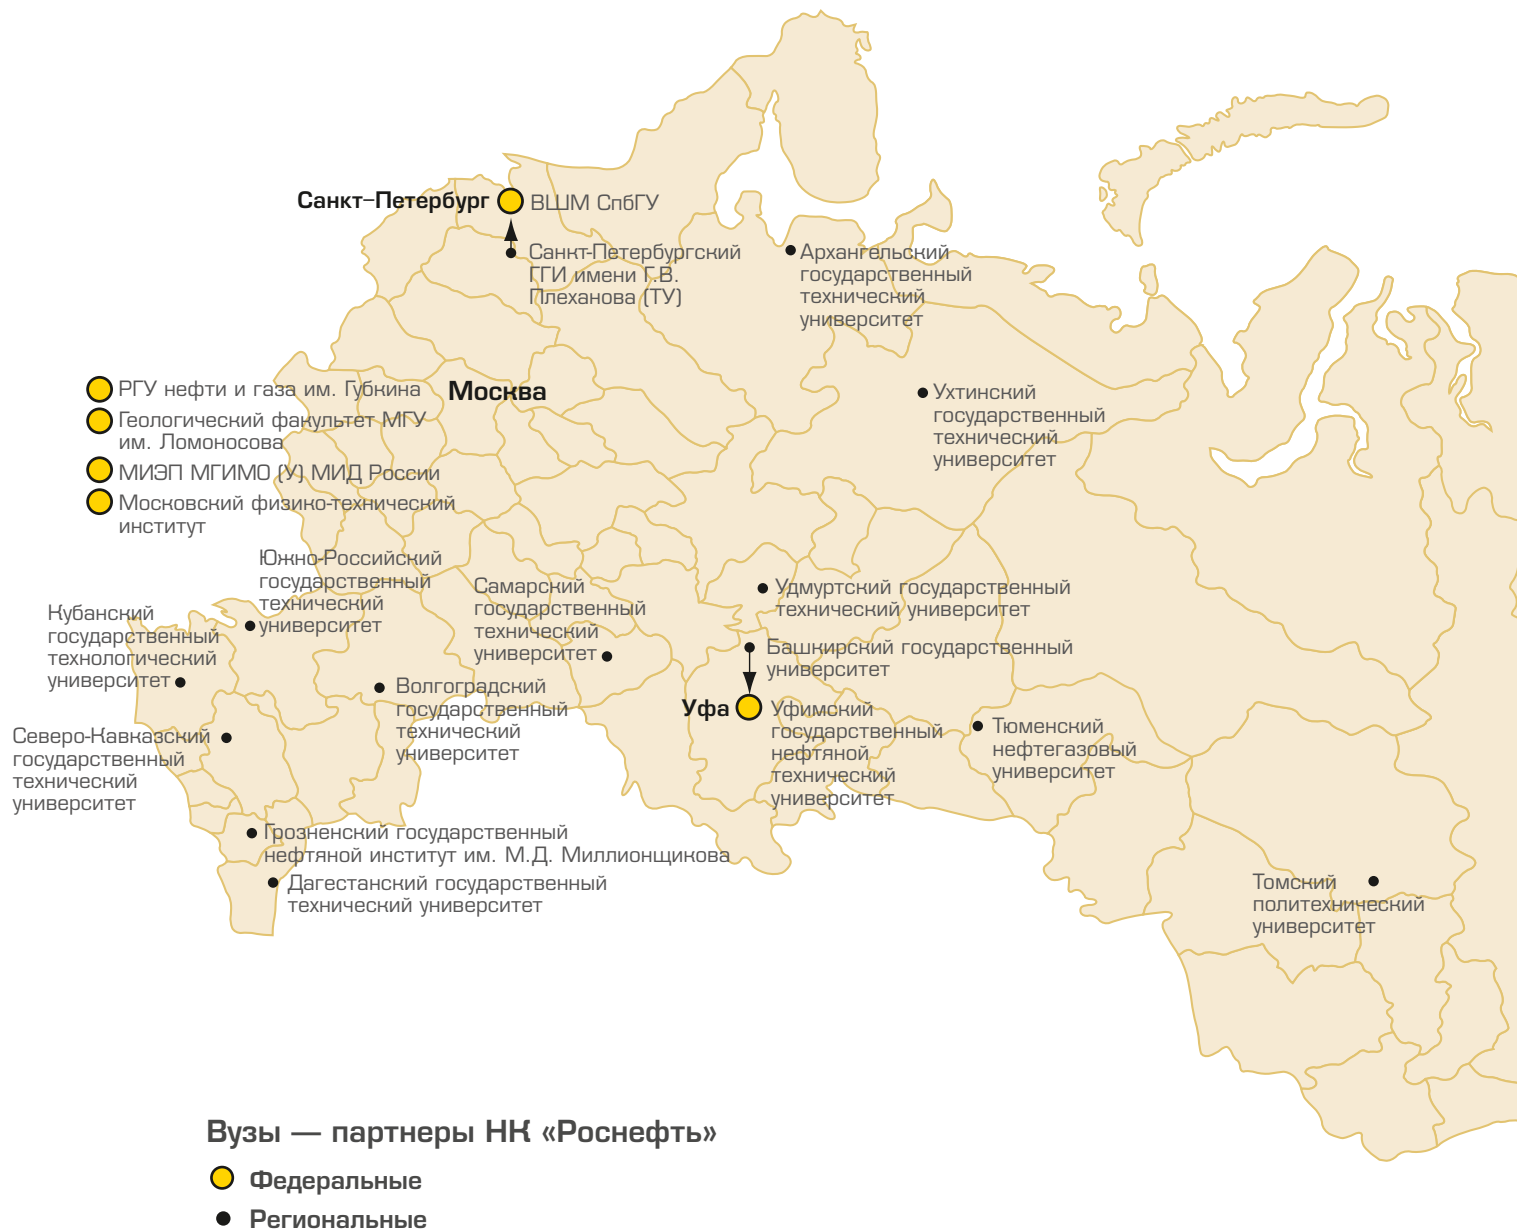 Санкт-Петербург
ВШМ СпбГУ
Санкт-Петербургский
ГГИ имени Г.В.
Плеханова (ТУ)
Архангельский
государственный
технический
университет
Москва
РГУ нефти и газа им. Губкина
Геологический факультет МГУ
им. Ломоносова
МИЭП МГИМО (У) МИД России
Московский физико-технический
институт
Ухтинский
государственный
технический
университет
Южно-Российский
государственный
технический
университет
Кубанский
государственный
технологический
университет
Самарский
государственный
технический
университет
Удмуртский государственный
технический университет
Башкирский государственный
университет
Уфа
Уфимский
государственный
нефтяной
технический
университет
Волгоградский
государственный
технический
университет
Северо-Кавказский
государственный
технический
университет
Тюменский
нефтегазовый
университет
Грозненский государственный
нефтяной институт им. М.Д. Миллионщикова
Дагестанский государственный
технический университет
Томский
политехнический
университет
Вузы — партнеры НК «Роснефть»
Федеральные
Региональные